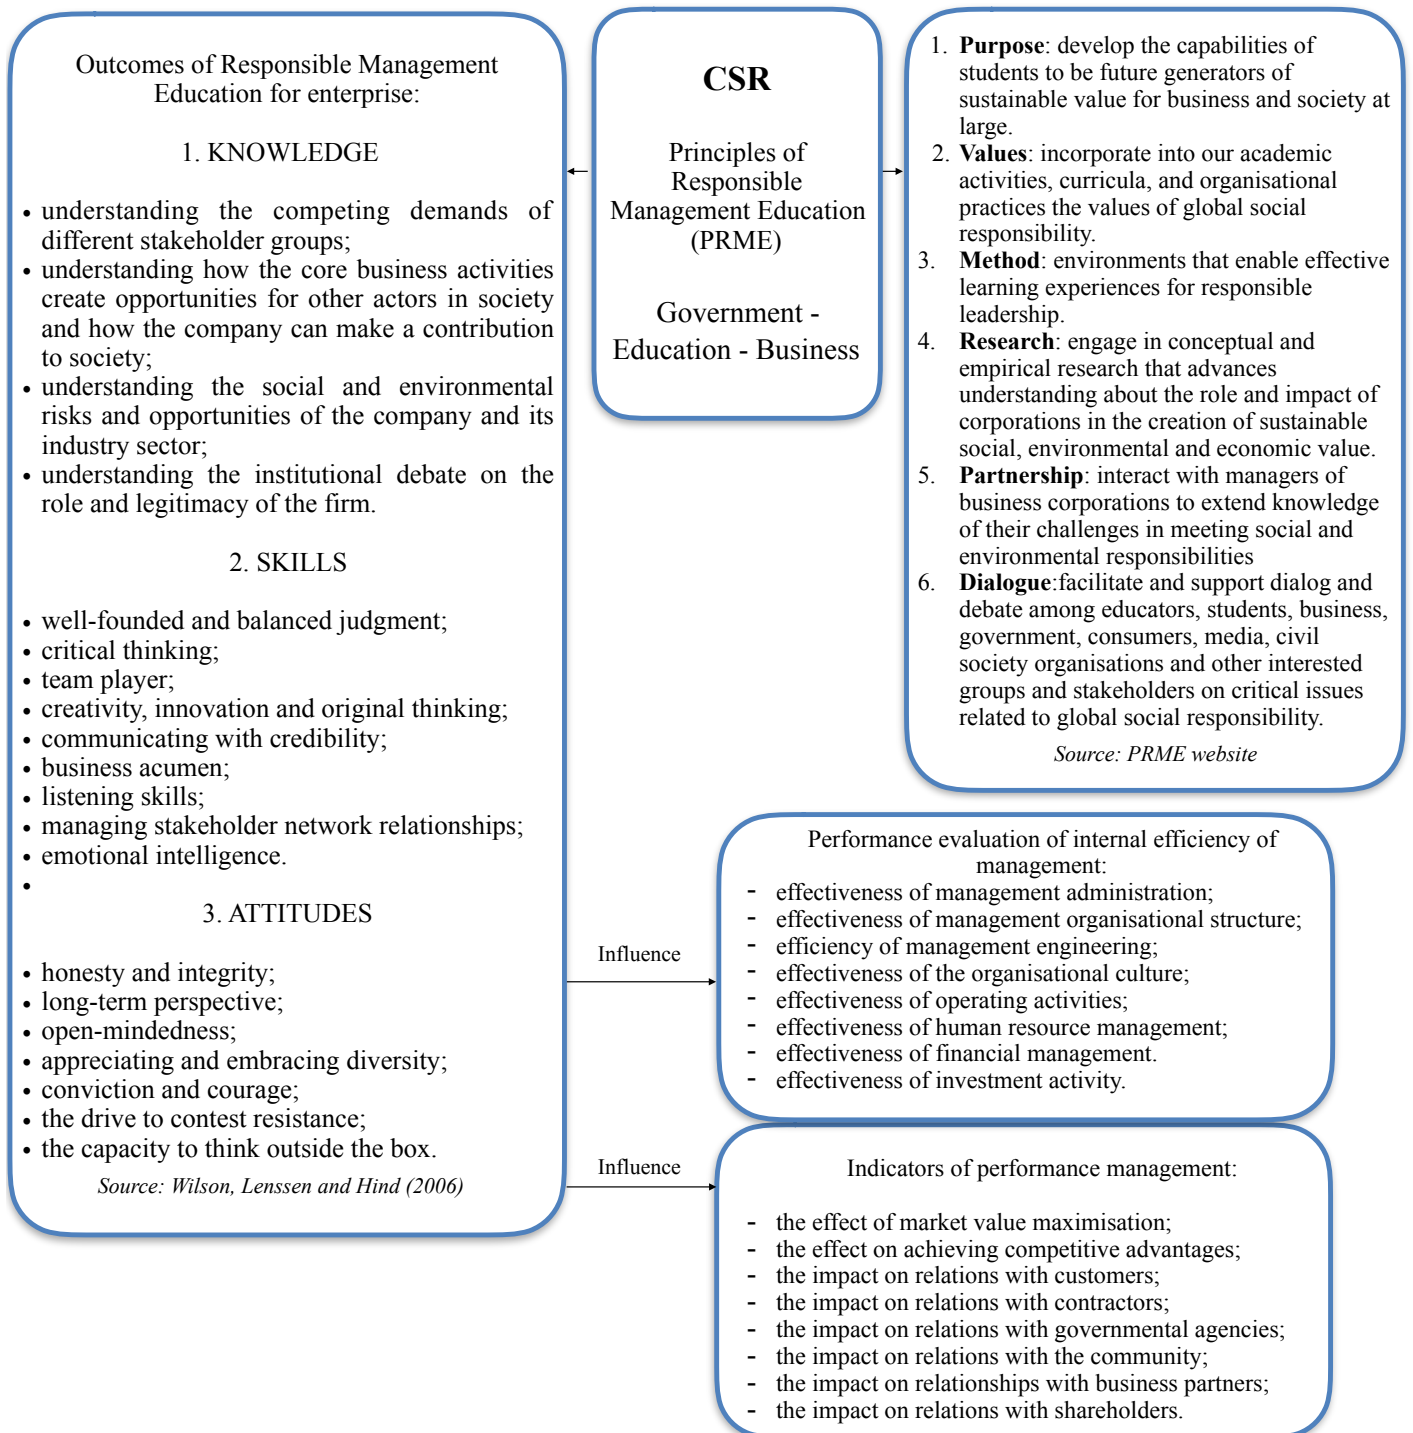 Outcomes of Responsible Management
Education for enterprise:
1. KNOWLEDGE
• understanding the competing demands of
different stakeholder groups;
• understanding how the core business activities
create opportunities for other actors in society
and how the company can make a contribution
to society;
• understanding the social and environmental
risks and opportunities of the company and its
industry sector;
• understanding the institutional debate on the
role and legitimacy of the firm.
2. SKILLS
• well-founded and balanced judgment;
• critical thinking;
• team player;
• creativity, innovation and original thinking;
• communicating with credibility;
• business acumen;
• listening skills;
• managing stakeholder network relationships;
• emotional intelligence.
•
3. ATTITUDES
• honesty and integrity;
• long-term perspective;
• open-mindedness;
• appreciating and embracing diversity;
• conviction and courage;
• the drive to contest resistance;
• the capacity to think outside the box.
Source: Wilson, Lenssen and Hind (2006)
CSR
Principles of
Responsible
Management Education
(PRME)
Government -
Education - Business
1. Purpose: develop the capabilities of
students to be future generators of
sustainable value for business and society at
large.
2. Values: incorporate into our academic
activities, curricula, and organisational
practices the values of global social
responsibility.
3. Method: environments that enable effective
learning experiences for responsible
leadership.
4. Research: engage in conceptual and
empirical research that advances
understanding about the role and impact of
corporations in the creation of sustainable
social, environmental and economic value.
5. Partnership: interact with managers of
business corporations to extend knowledge
of their challenges in meeting social and
environmental responsibilities
6. Dialogue:facilitate and support dialog and
debate among educators, students, business,
government, consumers, media, civil
society organisations and other interested
groups and stakeholders on critical issues
related to global social responsibility.
Source: PRME website
Influence
Performance evaluation of internal efficiency of
management:
- effectiveness of management administration;
- effectiveness of management organisational structure;
- efficiency of management engineering;
- effectiveness of the organisational culture;
- effectiveness of operating activities;
- effectiveness of human resource management;
- effectiveness of financial management.
- effectiveness of investment activity.
Influence
Indicators of performance management:
- the effect of market value maximisation;
- the effect on achieving competitive advantages;
- the impact on relations with customers;
- the impact on relations with contractors;
- the impact on relations with governmental agencies;
- the impact on relations with the community;
- the impact on relationships with business partners;
- the impact on relations with shareholders.